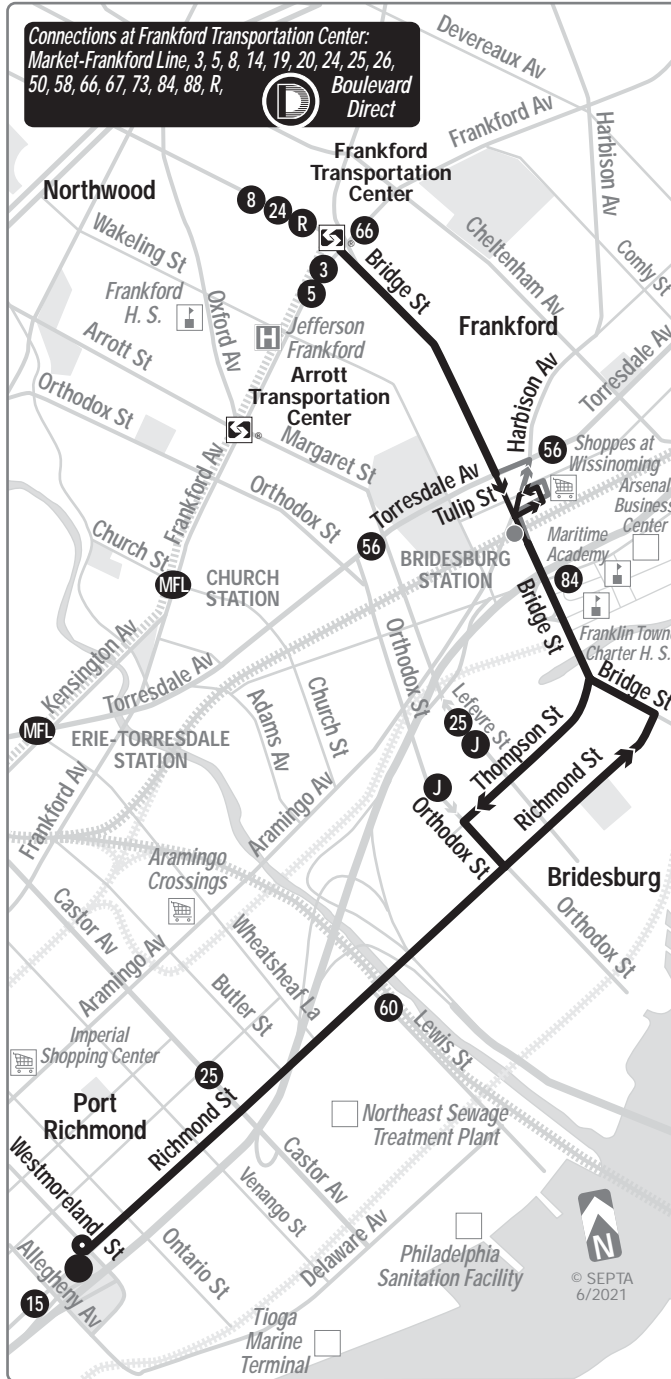 Connections at Frankford Transportation Center:
Market-Frankford Line, 3, 5, 8, 14, 19, 20, 24, 25, 26,
50, 58, 66, 67, 73, 84, 88, R,
D
Boulevard
Direct
Devereaux Av
Frankford Av
Harbison Av
Frankford
Transportation
Center
Northwood
8
24
R
66
®
Wakeling St
3
5
Bridge St
Cheltenham Av
Comly St
Frankford
H. S.
Oxford Av
H
Jefferson
Frankford
Frankford
Arrott St
Arrott
Transportation
Center
®
Harbison Av
Torresdale Av
Orthodox St
Margaret St
56
Shoppes at
Wissinoming
Arsenal
Business
Center
Frankford Av
Orthodox St
Torresdale Av
Tulip St
56
Church St
BRIDESBURG
STATION
Maritime
Academy
MFL
CHURCH
STATION
84
Bridge St
Franklin Towne
Charter H. S.
Kensington Av
Torresdale Av
Orthodox St
Bridge St
MFL
ERIE-TORRESDALE
STATION
Adams Av
Church St
Lefevre St
25
J
Thompson St
Richmond St
Frankford Av
Aramingo Av
J
Orthodox St
Aramingo
Crossings
Bridesburg
Castor Av
Orthodox St
Aramingo Av
Wheatsheaf La
Butler St
60
Lewis St
Imperial
Shopping Center
25
Port
Richmond
Richmond St
Northeast Sewage
Treatment Plant
Westmoreland St
Castor Av
Venango St
Delaware Av
N
Allegheny Av
Ontario St
Philadelphia
Sanitation Facility
© SEPTA
6/2021
15
Tioga
Marine
Terminal